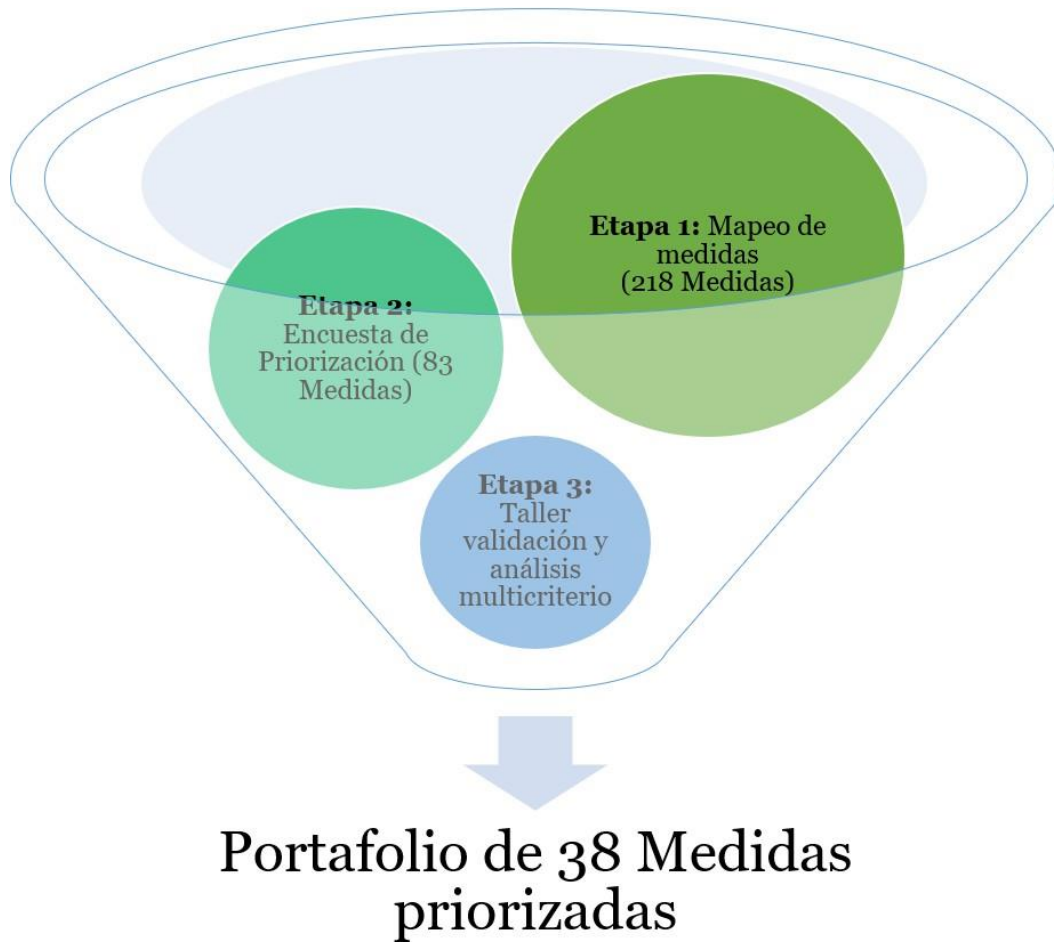 Etapa 1: Mapeo de
medidas
(218 Medidas)
Etapa 2:
Encuesta de
Priorización (83
Medidas)
Etapa 3:
Taller
validación y
análisis
multicriterio
Portafolio de 38 Medidas
priorizadas